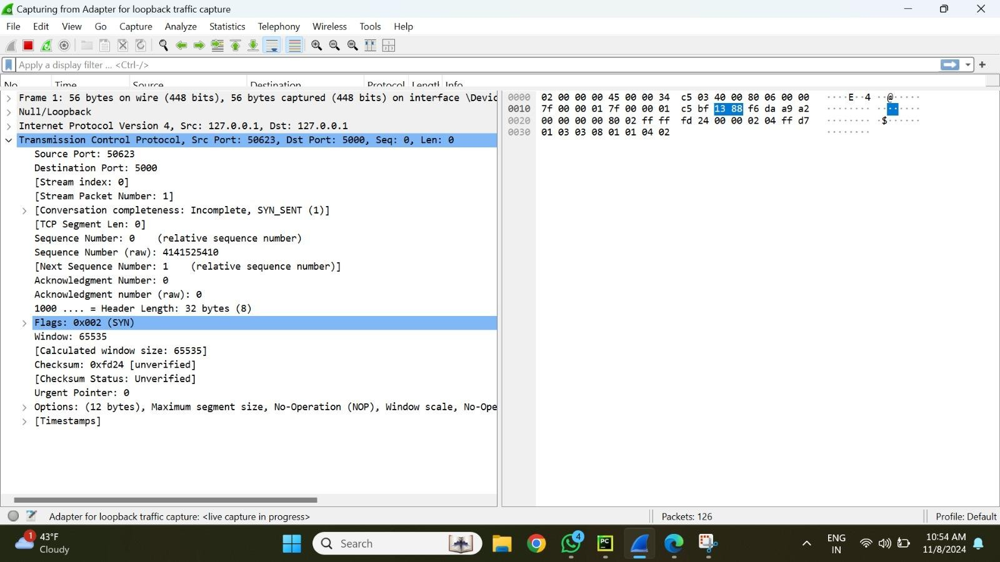 Capturing from Adapter for loopback traffic capture
File Edit View Go Capture Analyze Statistics Telephony Wireless Tools Help
Apply a display filter ... <Ctrl-/>
No. Time Source Destination Protocol Length Info
Frame 1: 56 bytes on wire (448 bits), 56 bytes captured (448 bits) on interface \Devic
Null/Loopback
Internet Protocol Version 4, Src: 127.0.0.1, Dst: 127.0.0.1
Transmission Control Protocol, Src Port: 50623, Dst Port: 5000, Seq: 0, Len: 0
Source Port: 50623
Destination Port: 5000
[Stream index: 0]
[Stream Packet Number: 1]
[Conversation completeness: Incomplete, SYN_SENT (1)]
[TCP Segment Len: 0]
Sequence Number: 0 (relative sequence number)
Sequence Number (raw): 4141525410
[Next Sequence Number: 1 (relative sequence number)]
Acknowledgment Number: 0
Acknowledgment number (raw): 0
1000 .... = Header Length: 32 bytes (8)
Flags: 0x002 (SYN)
Window: 65535
[Calculated window size: 65535]
Checksum: 0xfd24 [unverified]
[Checksum Status: Unverified]
Urgent Pointer: 0
Options: (12 bytes), Maximum segment size, No-Operation (NOP), Window scale, No-Ope
[Timestamps]
0000 02 00 00 00 45 00 00 34 c5 03 40 00 80 06 00 00 ····E··4 ··@·····
0010 7f 00 00 01 7f 00 00 01 c5 bf 13 88 f6 da a9 a2 ········ ········
0020 00 00 00 00 80 02 ff ff fd 24 00 00 02 04 ff d7 ········ ·$······
0030 01 03 03 08 01 01 04 02 ········
Adapter for loopback traffic capture: <live capture in progress>
Packets: 126
Profile: Default
1
43°F
Cloudy
Search
4
PC
ENG
IN
10:54 AM
11/8/2024